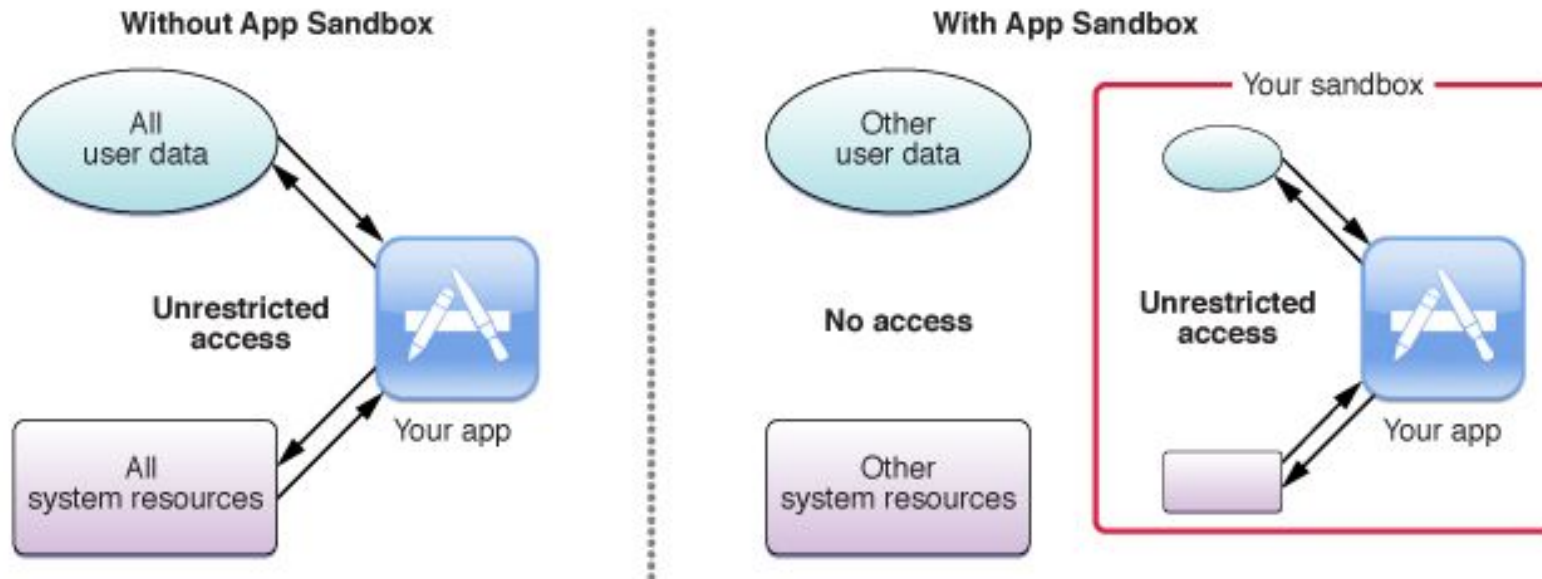 Without App Sandbox
All
user data
Unrestricted
access
Your app
All
system resources
With App Sandbox
Other
user data
No access
Other
system resources
Your sandbox
Unrestricted
access
Your app